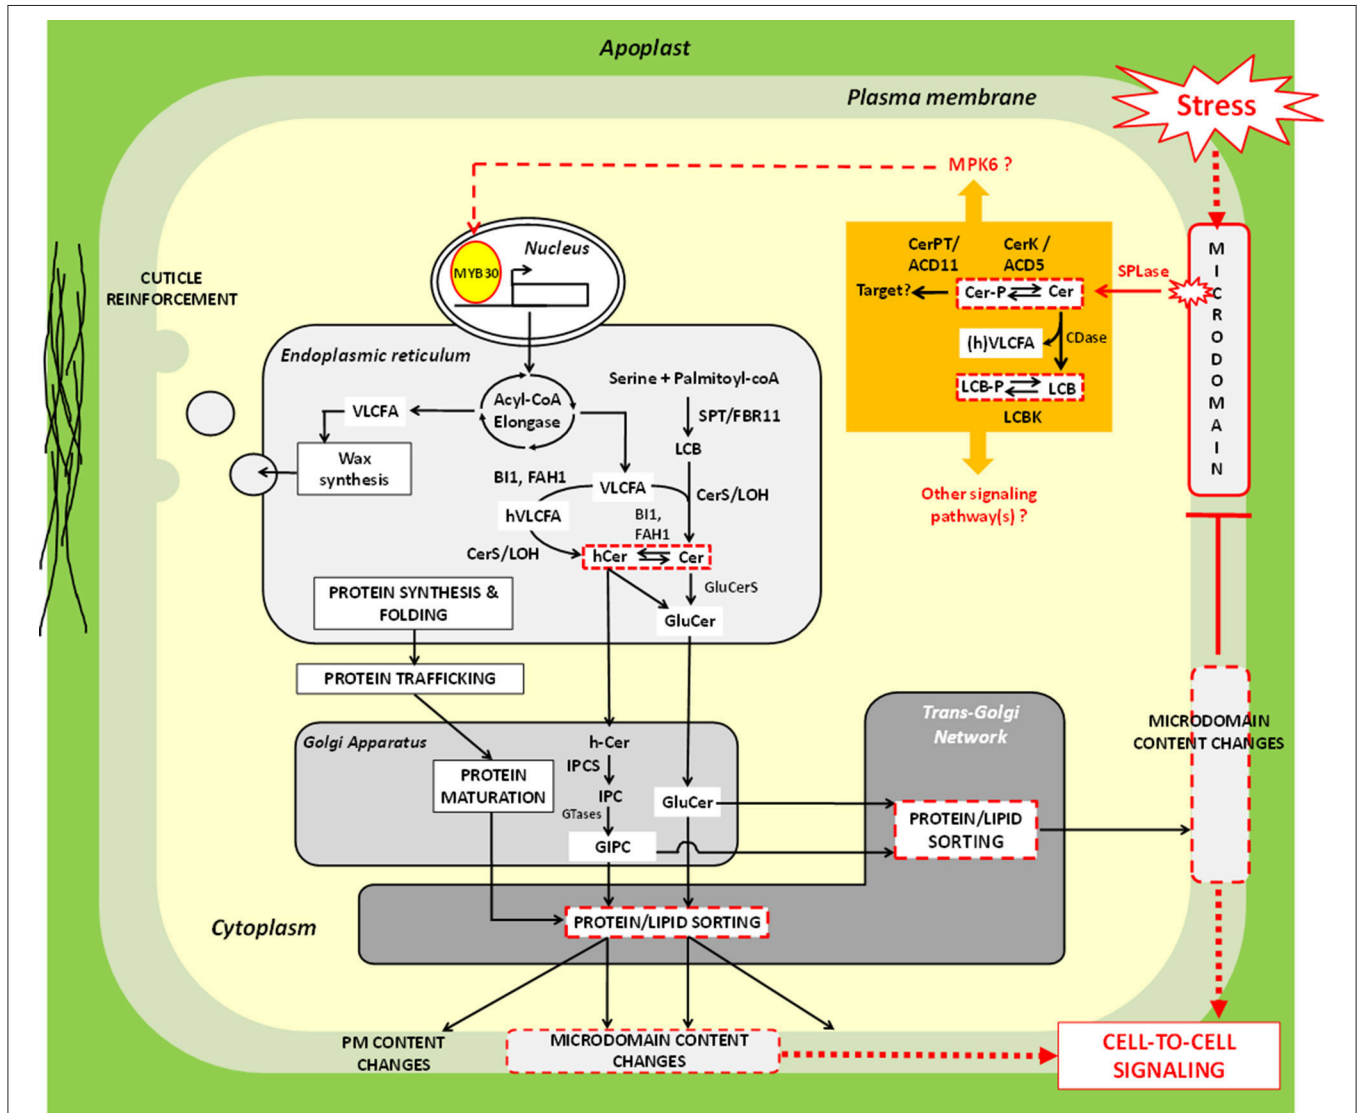 Apoplast
Plasma membrane
Stress
MPK6 ?
CerPT/
ACD11
CerK /
ACD5
Target?
Cer-P
Cer
SPLase
(h)VLCFA
CDase
LCB-P
LCB
LCBK
Other signaling
pathway(s) ?
M
I
C
R
O
D
O
M
A
I
N
CUTICLE
REINFORCEMENT
Nucleus
MYB30
Endoplasmic reticulum
Acyl-CoA
Elongase
VLCFA
Wax
synthesis
Serine + Palmitoyl-coA
SPT/FBR11
LCB
BI1, FAH1
VLCFA
CerS/LOH
hVLCFA
BI1,
FAH1
CerS/LOH
hCer
Cer
GluCerS
GluCer
PROTEIN SYNTHESIS &
FOLDING
PROTEIN TRAFFICKING
Golgi Apparatus
PROTEIN
MATURATION
h-Cer
IPCS
IPC
GTases
GIPC
GluCer
Trans-Golgi
Network
PROTEIN/LIPID
SORTING
MICRODOMAIN
CONTENT CHANGES
Cytoplasm
PROTEIN/LIPID SORTING
PM CONTENT
CHANGES
MICRODOMAIN CONTENT
CHANGES
CELL-TO-CELL
SIGNALING